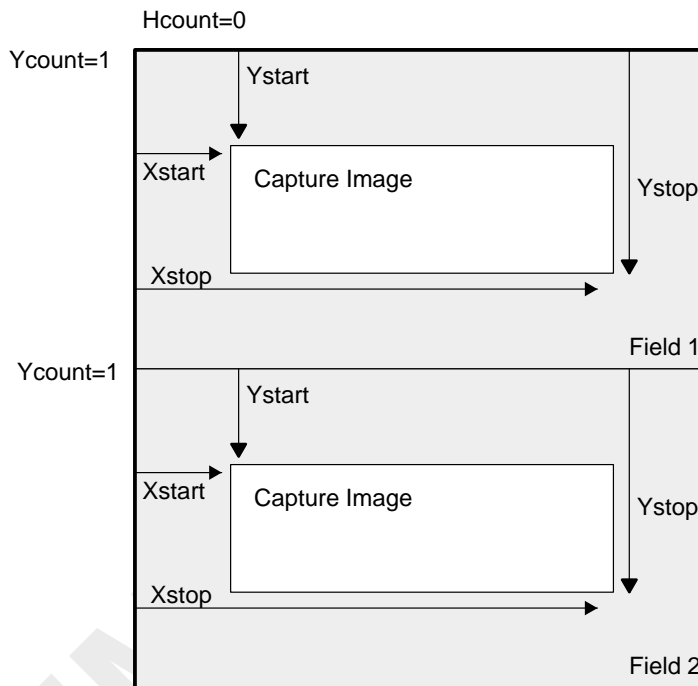 Hcount=0
Ycount=1
Ystart
Xstart
Capture Image
Ystop
Xstop
Field 1
Ycount=1
Ystart
Xstart
Capture Image
Ystop
Xstop
Field 2